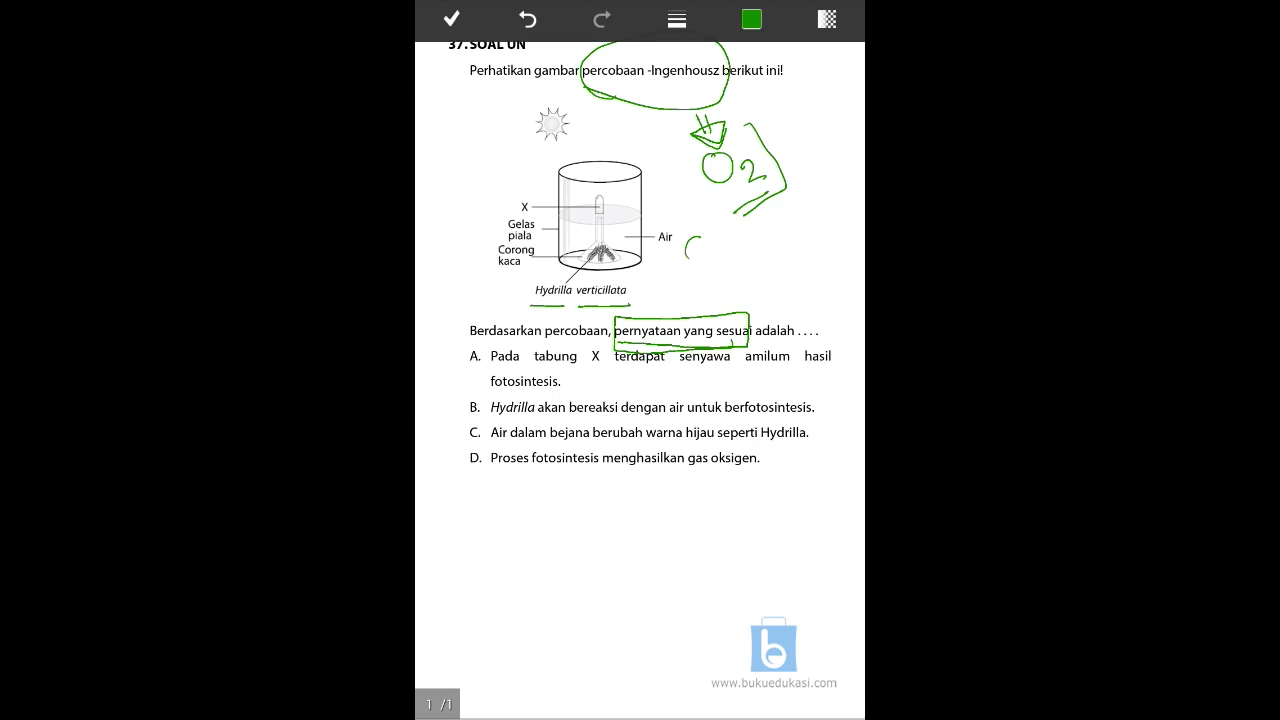 37. SOAL UN
Perhatikan gambar percobaan -Ingenhousz berikut ini!
O2
X
Gelas
piala
Air
Corong
kaca
Hydrilla verticillata
Berdasarkan percobaan, pernyataan yang sesuai adalah . . . .
A. Pada tabung X terdapat senyawa amilum hasil
fotosintesis.
B. Hydrilla akan bereaksi dengan air untuk berfotosintesis.
C. Air dalam bejana berubah warna hijau seperti Hydrilla.
D. Proses fotosintesis menghasilkan gas oksigen.
b
www.bukuedukasi.com
1 /1